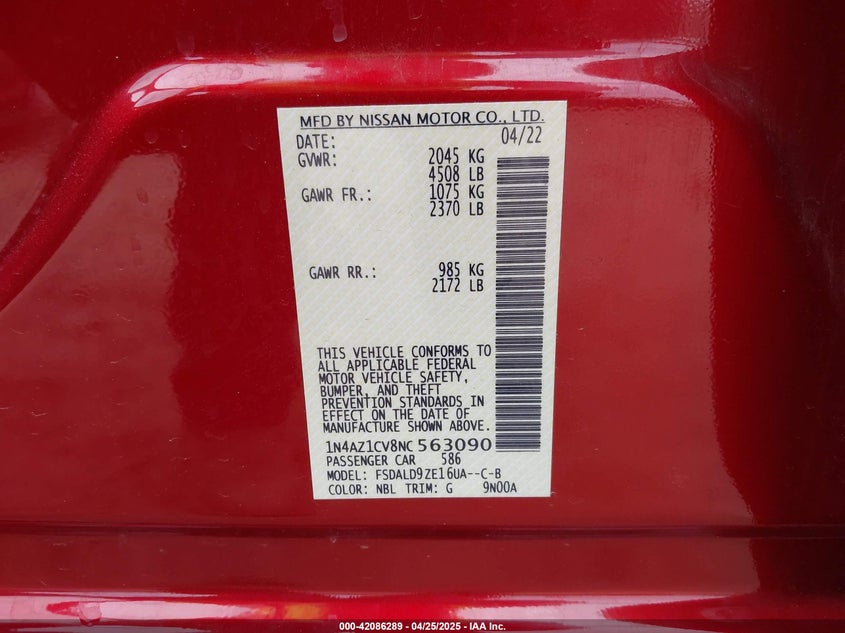 MFD BY NISSAN MOTOR CO., LTD.
DATE: 04/22
GVWR: 2045 KG
4508 LB
GAWR FR.: 1075 KG
2370 LB
GAWR RR.: 985 KG
2172 LB
THIS VEHICLE CONFORMS TO
ALL APPLICABLE FEDERAL
MOTOR VEHICLE SAFETY,
BUMPER, AND THEFT
PREVENTION STANDARDS IN
EFFECT ON THE DATE OF
MANUFACTURE SHOWN ABOVE.
1N4AZ1CV8NC563090
PASSENGER CAR 586
MODEL: FSDALD9ZE16UA--C-B
COLOR: NBL TRIM: G 9N00A
000-42086289 - 04/25/2025 - IAA Inc.